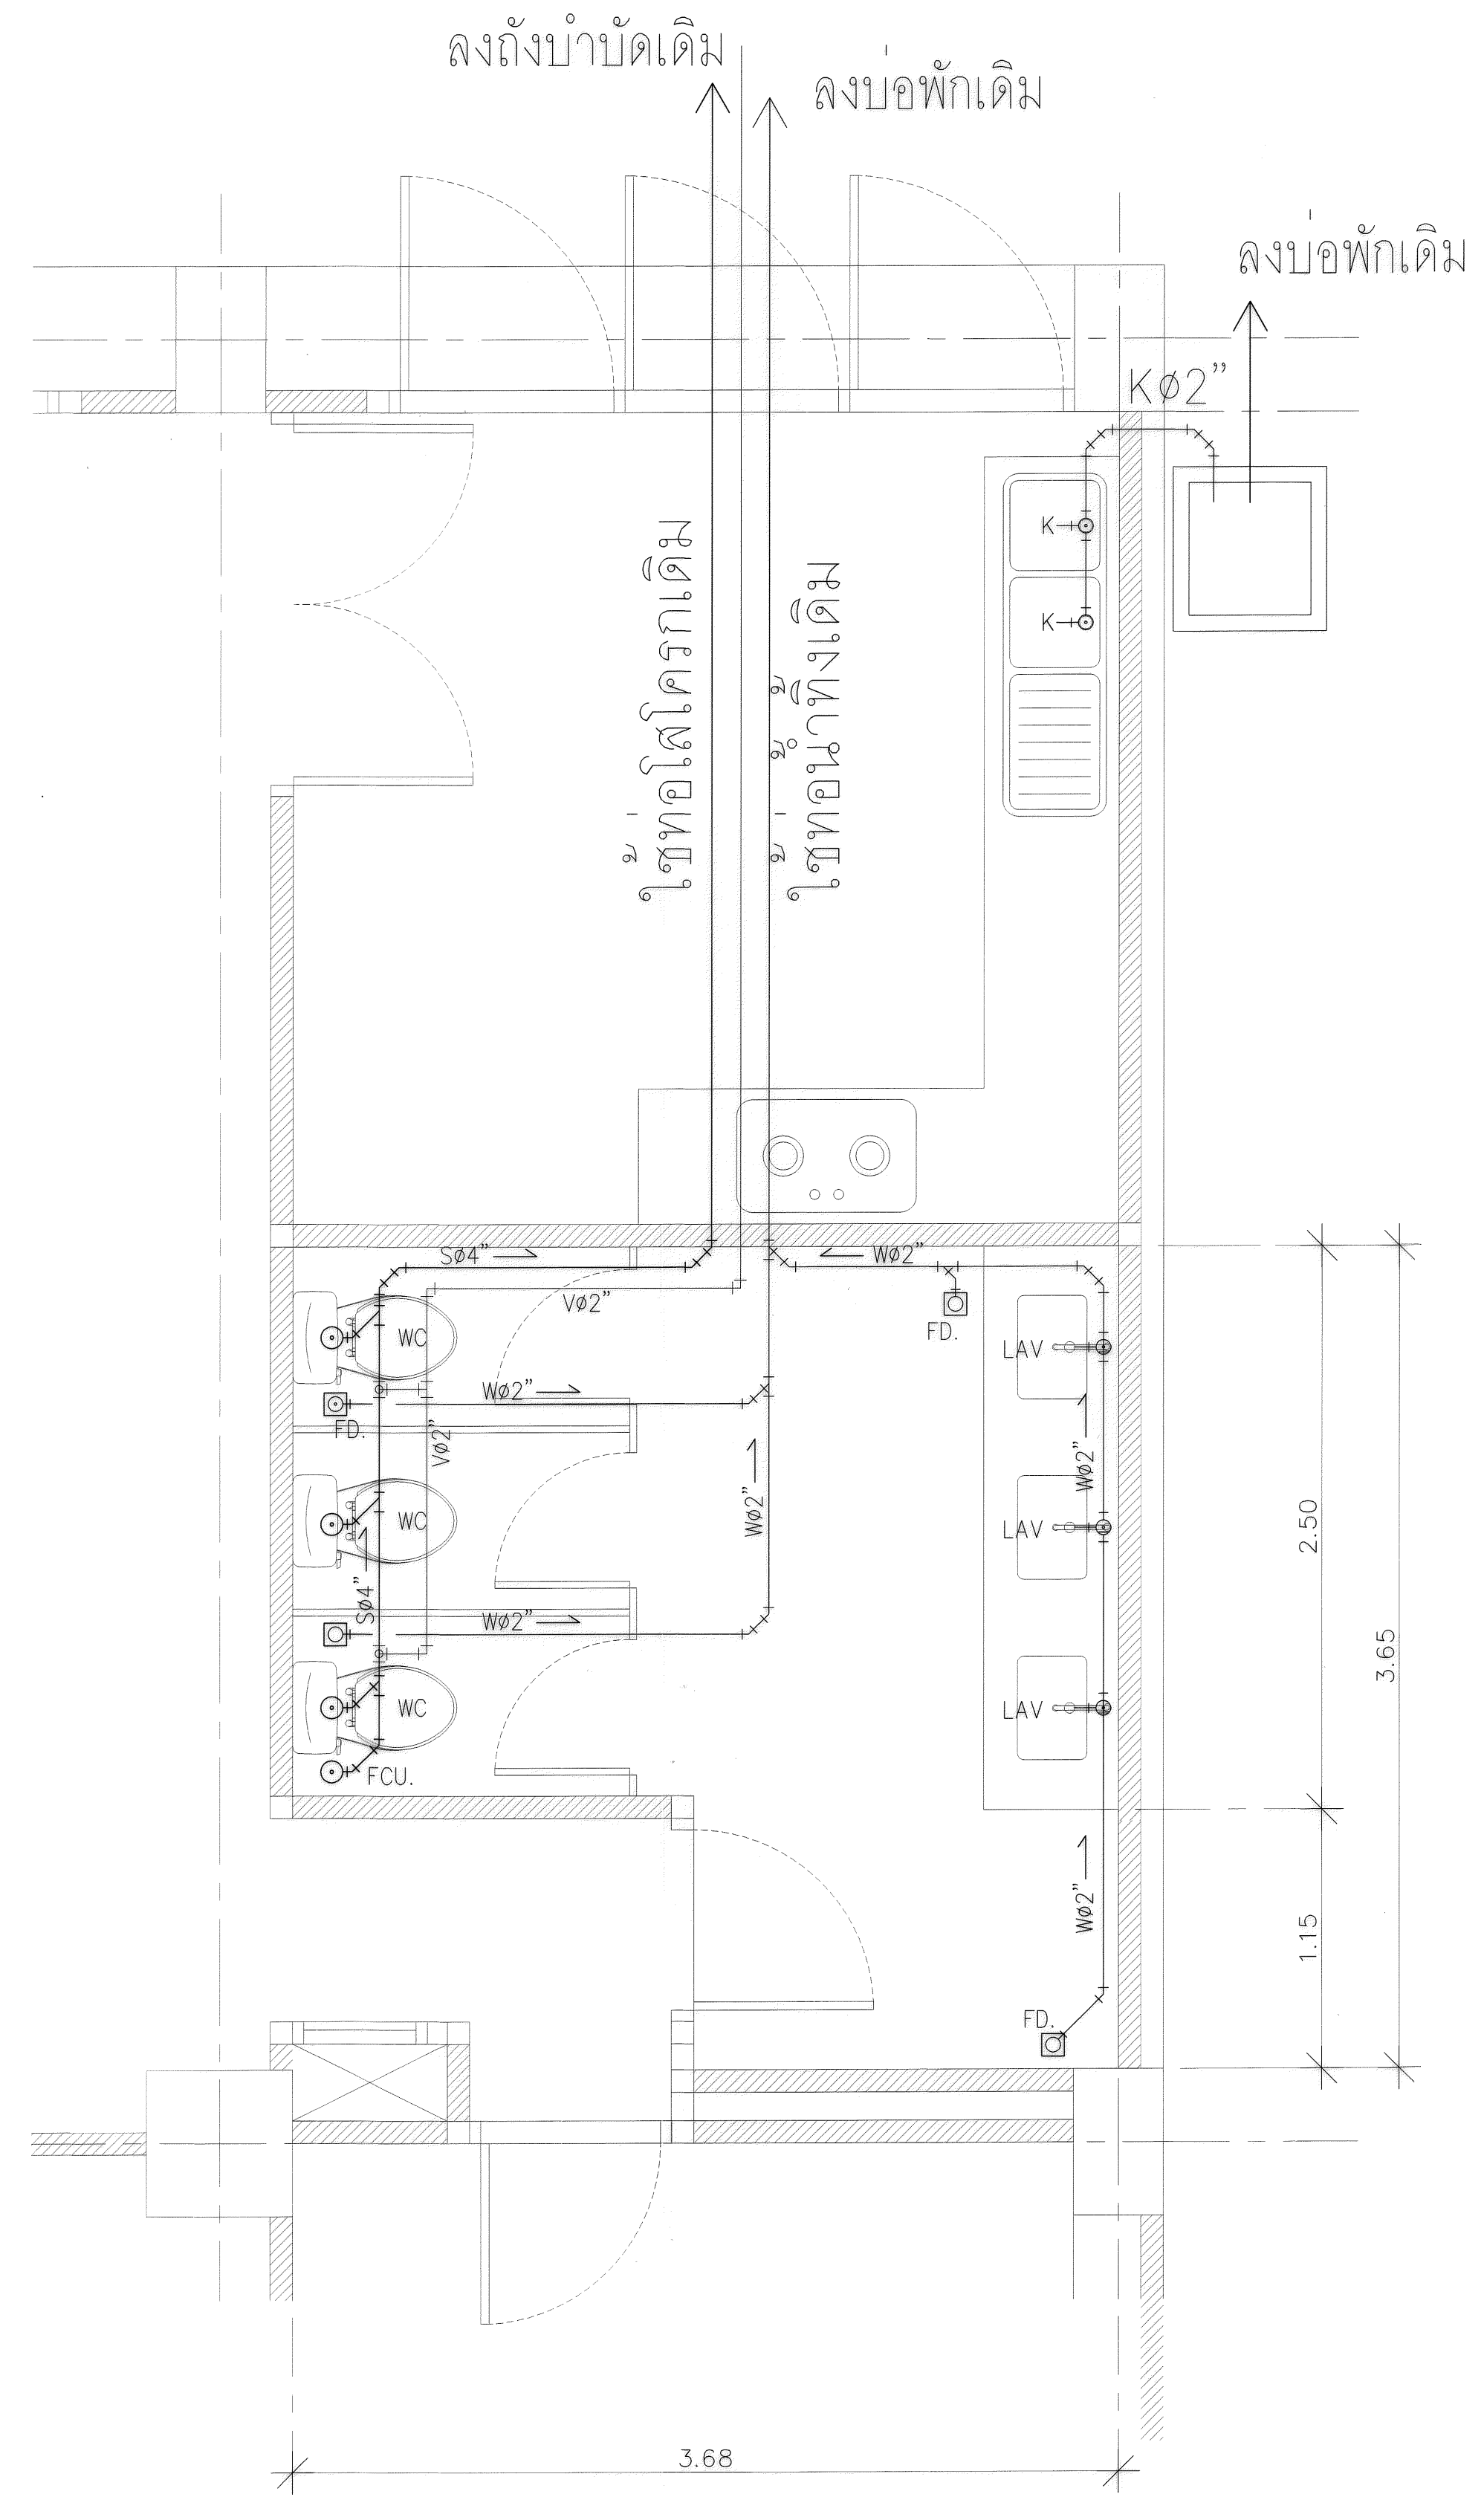 ลงถังบำบัดเดิม
ลงบ่อพักเดิม
ลงบ่อพักเดิม
Kø2"
K
K
ใช้ท่อโสโครกเดิม
ใช้ท่อน้ำทิ้งเดิม
Sø4"
Wø2"
Vø2"
FD.
WC
LAV
Wø2"
FD.
Vø2"
Wø2"
WC
LAV
Wø2"
2.50
Sø4"
Wø2"
3.65
WC
LAV
FCU.
Wø2"
1.15
FD.
3.68